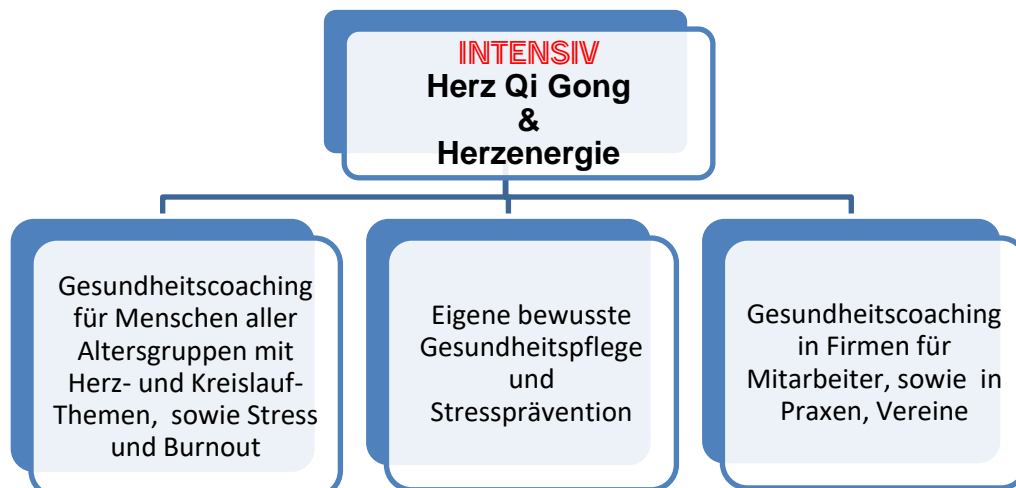 INTENSIV
Herz Qi Gong
&
Herzenergie
Gesundheitscoaching
für Menschen aller
Altersgruppen mit
Herz- und Kreislauf-
Themen, sowie Stress
und Burnout
Eigene bewusste
Gesundheitspflege
und
Stressprävention
Gesundheitscoaching
in Firmen für
Mitarbeiter, sowie in
Praxen, Vereine